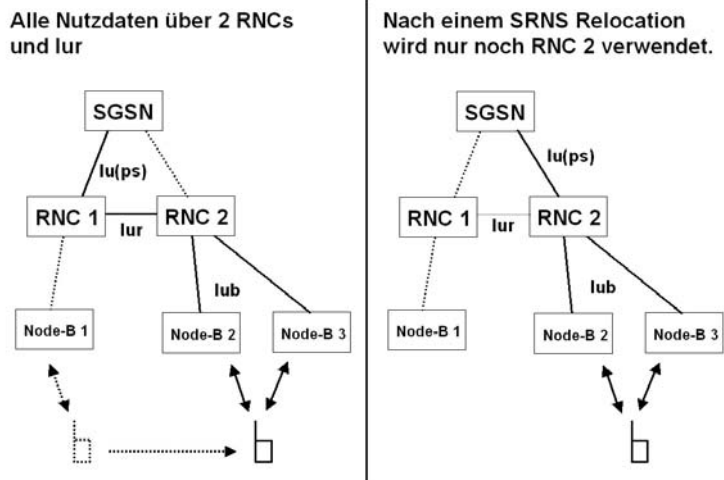 Alle Nutzdaten über 2 RNCs
und Iur
SGSN
Iu(ps)
RNC 1
Iur
RNC 2
Iub
Node-B 1
Node-B 2
Node-B 3
Nach einem SRNS Relocation
wird nur noch RNC 2 verwendet.
SGSN
Iu(ps)
RNC 1
Iur
RNC 2
Iub
Node-B 1
Node-B 2
Node-B 3